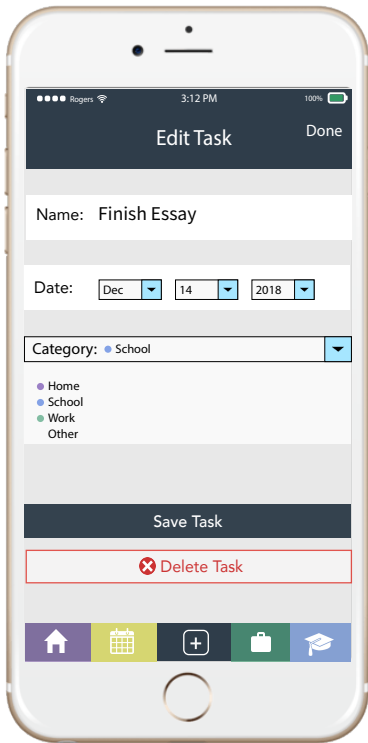 Rogers 3:12 PM 100%
Edit Task Done
Name: Finish Essay
Date: Dec 14 2018
Category: School
Home
School
Work
Other
Save Task
Delete Task